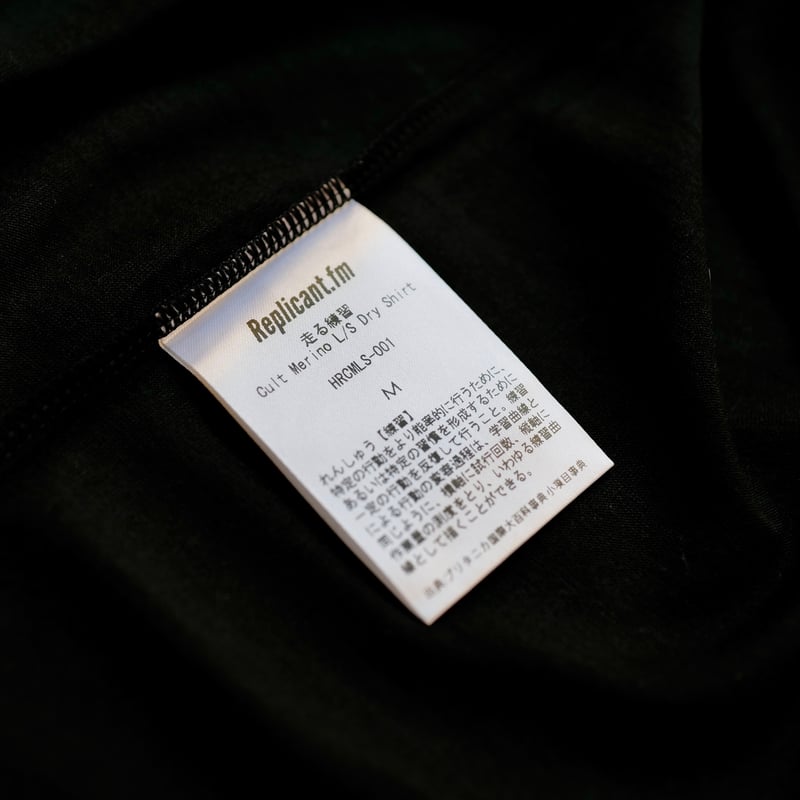 Replicant.fm
走る練習
Cult Merino L/S Dry Shirt
HRCMLS-001
M
れんしゅう【練習】
特定の行動をより能率的に行うために、
あるいは特定の習慣を形成するために
一定の行動を反復して行うこと。練習
による行動の変容過程は、学習曲線と
同じように、横軸に試行回数、縦軸に
作業量の測度をとり、いわゆる練習曲
線として描くことができる。
出典:ブリタニカ国際大百科事典 小項目事典